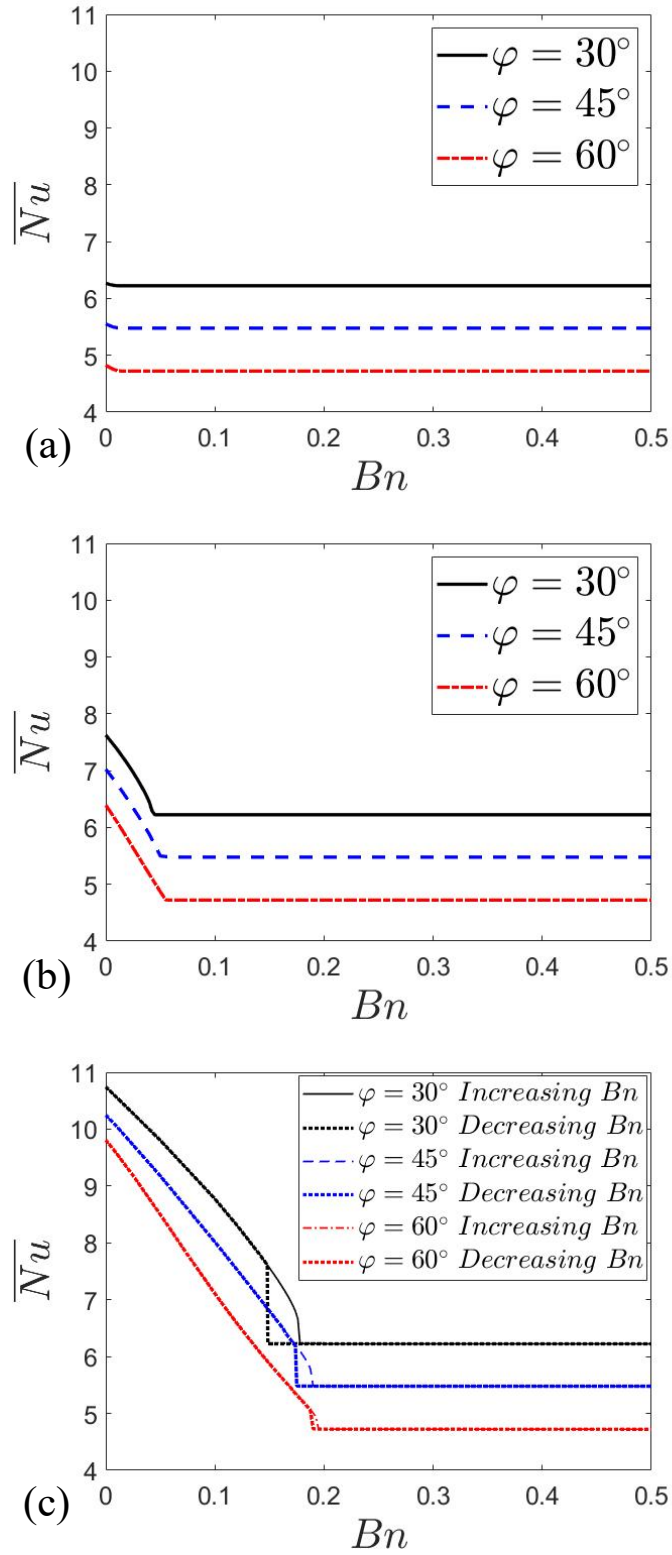 11
10
9
8
7
6
5
4
$\overline{Nu}$
φ = 30°
φ = 45°
φ = 60°
0 0.1 0.2 0.3 0.4 0.5
Bn
(a)
11
10
9
8
7
6
5
4
$\overline{Nu}$
φ = 30°
φ = 45°
φ = 60°
0 0.1 0.2 0.3 0.4 0.5
Bn
(b)
11
10
9
8
7
6
5
4
$\overline{Nu}$
φ = 30° Increasing Bn
φ = 30° Decreasing Bn
φ = 45° Increasing Bn
φ = 45° Decreasing Bn
φ = 60° Increasing Bn
φ = 60° Decreasing Bn
0 0.1 0.2 0.3 0.4 0.5
Bn
(c)